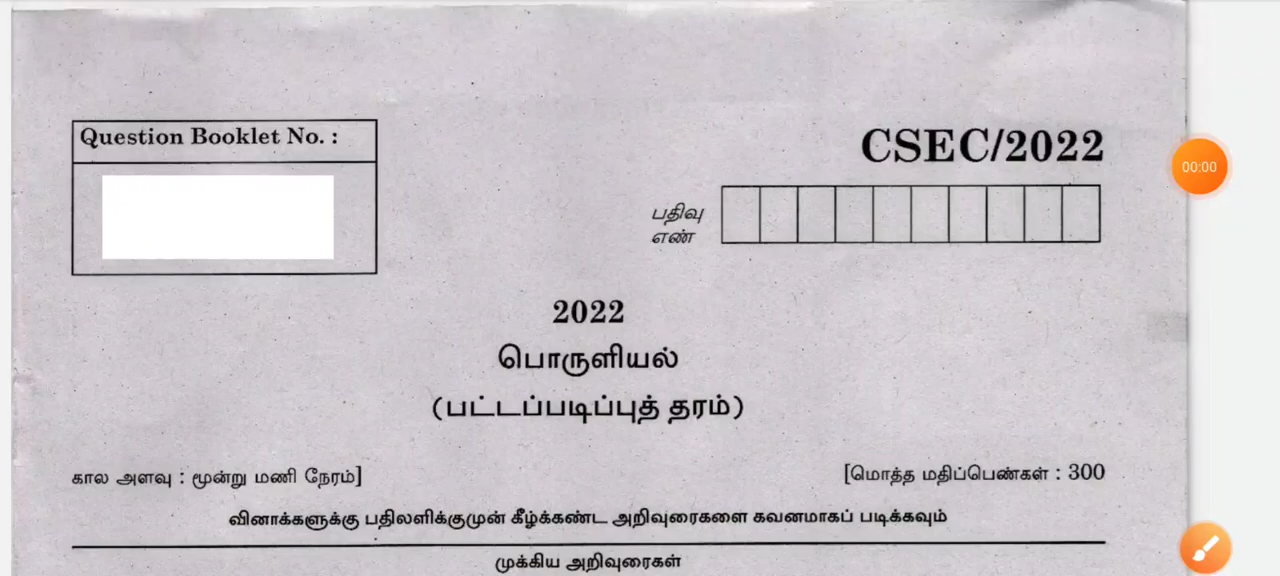 Question Booklet No. :
CSEC/2022
00:00
பதிவு
எண்
2022
பொருளியல்
(பட்டப்படிப்புத் தரம்)
கால அளவு : மூன்று மணி நேரம்]
[மொத்த மதிப்பெண்கள் : 300
வினாக்களுக்கு பதிலளிக்குமுன் கீழ்க்கண்ட அறிவுரைகளை கவனமாகப் படிக்கவும்
முக்கிய அறிவுரைகள்